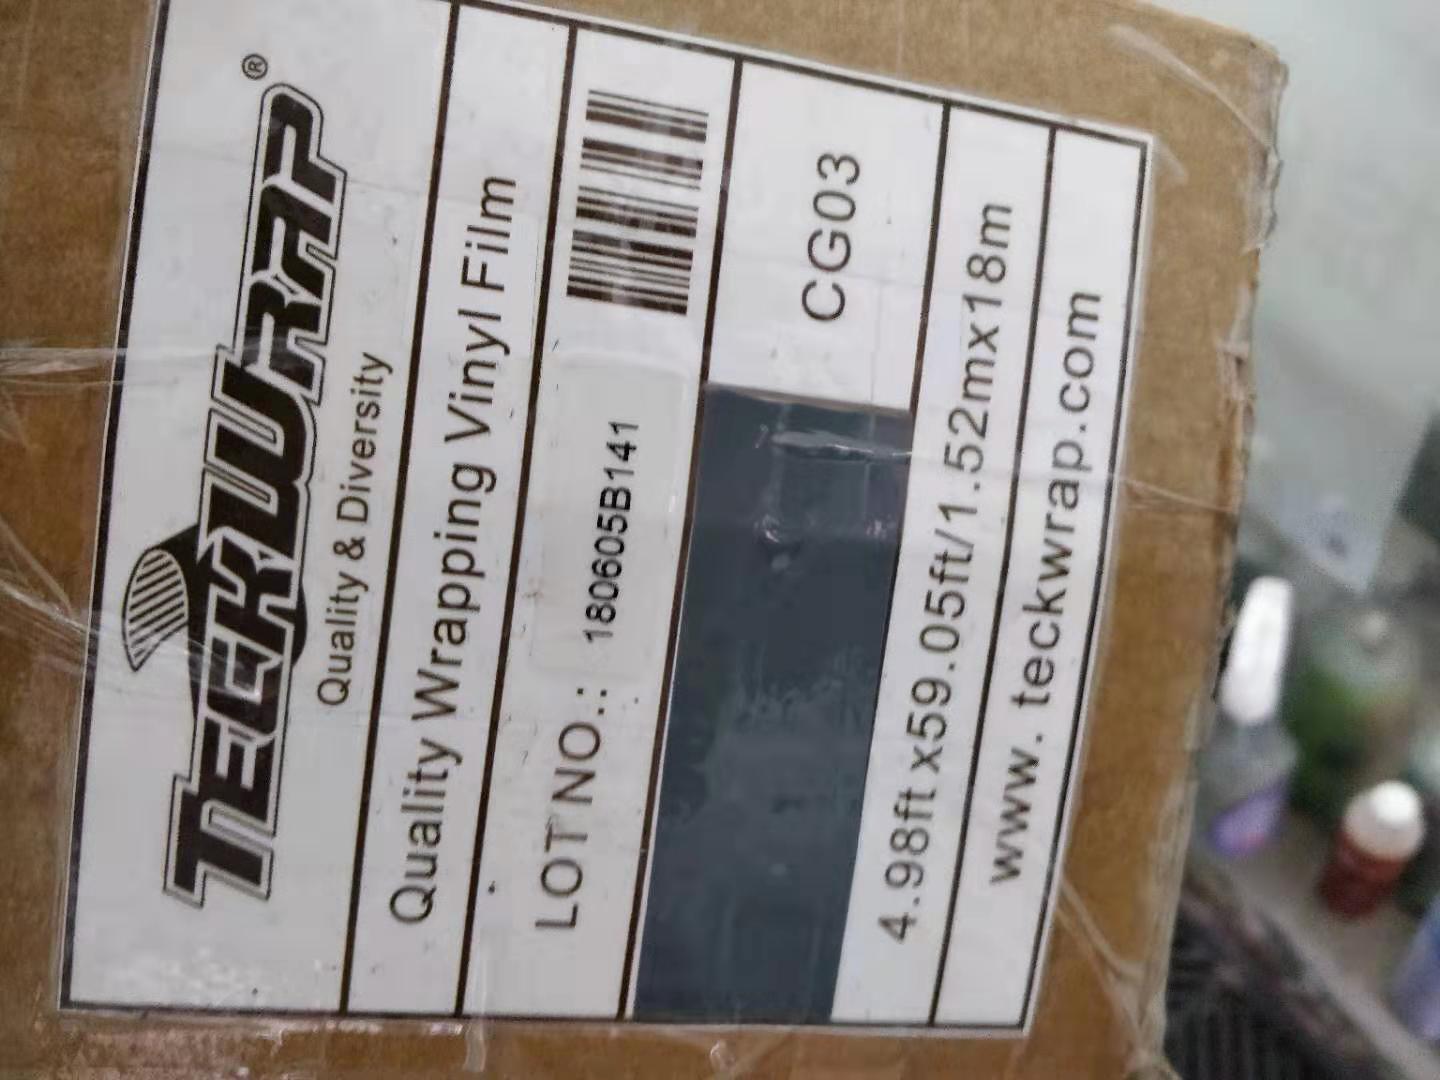 TECKWRAP®
Quality & Diversity
Quality Wrapping Vinyl Film
LOT NO.: 180605B141
CG03
4.98ft x59.05ft/1.52mx18m
www.teckwrap.com